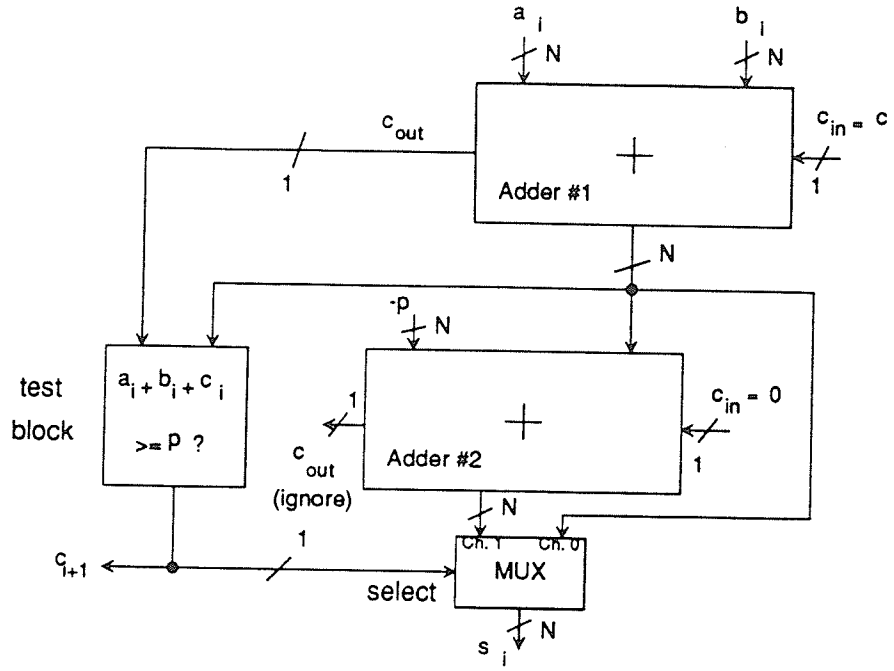 a i
b i
N
N
c out
c in = c
1
1
Adder #1
N
-p
N
test
block
a i + b i + c i
>= p ?
1
c in = 0
c out
(ignore)
Adder #2
1
N
1
Ch. 1
Ch. 0
c i+1
MUX
select
N
s i